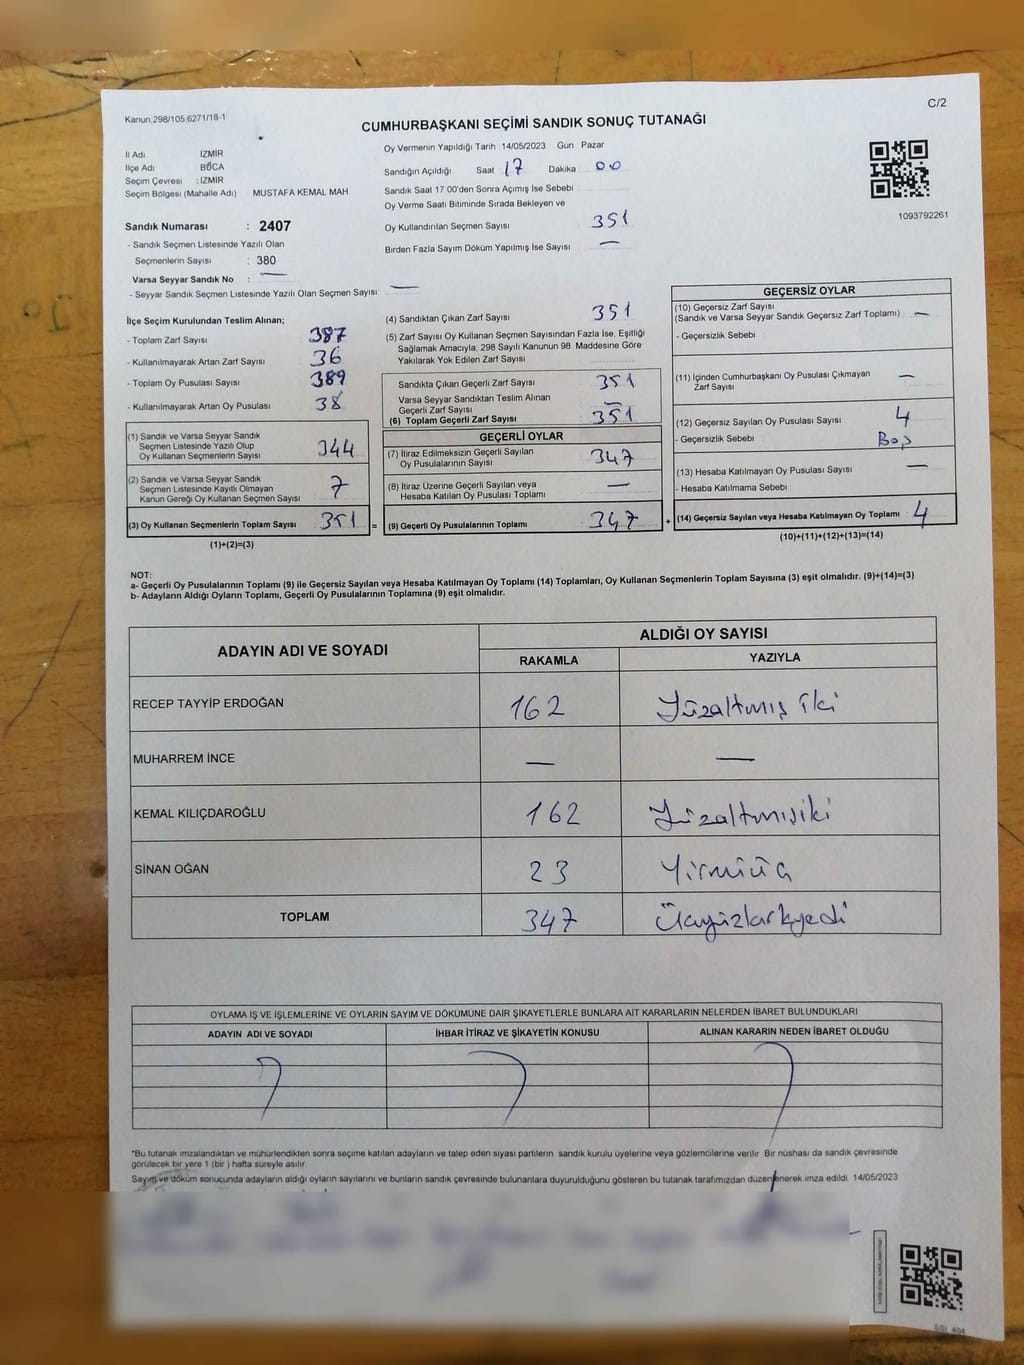 Kanun 298/105 6271/18-1
C/2
CUMHURBAŞKANI SEÇİMİ SANDIK SONUÇ TUTANAĞI
İl Adı İZMİR
İlçe Adı BUCA
Seçim Çevresi : İZMİR
Seçim Bölgesi (Mahalle Adı) MUSTAFA KEMAL MAH
Oy Vermenin Yapıldığı Tarih 14/05/2023 Gün Pazar
Sandığın Açıldığı Saat 17 Dakika 00
Sandık Saat 17 00'den Sonra Açımış İse Sebebi
Oy Verme Saati Bitiminde Sırada Bekleyen ve
Oy Kullandırılan Seçmen Sayısı 351
Birden Fazla Sayım Döküm Yapılmış İse Sayısı —
1093792261
Sandık Numarası : 2407
- Sandık Seçmen Listesinde Yazılı Olan
Seçmenlerin Sayısı : 380
Varsa Seyyar Sandık No : —
- Seyyar Sandık Seçmen Listesinde Yazılı Olan Seçmen Sayısı: —
İlçe Seçim Kurulundan Teslim Alınan;
- Toplam Zarf Sayısı 387
- Kullanılmayarak Artan Zarf Sayısı 36
- Toplam Oy Pusulası Sayısı 389
- Kullanılmayarak Artan Oy Pusulası 38
(1) Sandık ve Varsa Seyyar Sandık
Seçmen Listesinde Yazılı Olup
Oy Kullanan Seçmenlerin Sayısı 344
(2) Sandık ve Varsa Seyyar Sandık
Seçmen Listesinde Kayıtlı Olmayan
Kanun Gereği Oy Kullanan Seçmen Sayısı 7
(3) Oy Kullanan Seçmenlerin Toplam Sayısı : 351 =
(1)+(2)=(3)
(4) Sandıktan Çıkan Zarf Sayısı 351
(5) Zarf Sayısı Oy Kullanan Seçmen Sayısından Fazla İse, Eşitliği
Sağlamak Amacıyla, 298 Sayılı Kanunun 98. Maddesine Göre
Yakılarak Yok Edilen Zarf Sayısı
Sandıkta Çıkan Geçerli Zarf Sayısı 351
Varsa Seyyar Sandıktan Teslim Alınan
Geçerli Zarf Sayısı —
(6) Toplam Geçerli Zarf Sayısı 351
GEÇERLİ OYLAR
(7) İtiraz Edilmeksizin Geçerli Sayılan
Oy Pusulalarının Sayısı 347
(8) İtiraz Üzerine Geçerli Sayılan veya
Hesaba Katılan Oy Pusulası Toplamı —
(9) Geçerli Oy Pusulalarının Toplamı : 347 +
GEÇERSİZ OYLAR
(10) Geçersiz Zarf Sayısı
(Sandık ve Varsa Seyyar Sandık Geçersiz Zarf Toplamı) —
- Geçersizlik Sebebi
(11) İçinden Cumhurbaşkanı Oy Pusulası Çıkmayan
Zarf Sayısı —
(12) Geçersiz Sayılan Oy Pusulası Sayısı 4
- Geçersizlik Sebebi Boş
(13) Hesaba Katılmayan Oy Pusulası Sayısı —
- Hesaba Katılmama Sebebi
(14) Geçersiz Sayılan veya Hesaba Katılmayan Oy Toplamı : 4
(10)+(11)+(12)+(13)=(14)
NOT:
a- Geçerli Oy Pusulalarının Toplamı (9) ile Geçersiz Sayılan veya Hesaba Katılmayan Oy Toplamı (14) Toplamları, Oy Kullanan Seçmenlerin Toplam Sayısına (3) eşit olmalıdır. (9)+(14)=(3)
b- Adayların Aldığı Oyların Toplamı, Geçerli Oy Pusulalarının Toplamına (9) eşit olmalıdır.
ADAYIN ADI VE SOYADI ALDIĞI OY SAYISI
RAKAMLA YAZIYLA
RECEP TAYYİP ERDOĞAN 162 Yüzaltmış iki
MUHARREM İNCE — —
KEMAL KILIÇDAROĞLU 162 Yüzaltmışiki
SİNAN OĞAN 23 Yirmiüç
TOPLAM 347 Üçyüzkırkyedi
OYLAMA İŞ VE İŞLEMLERİNE VE OYLARIN SAYIM VE DÖKÜMÜNE DAİR ŞİKAYETLERLE BUNLARA AİT KARARLARIN NELERDEN İBARET BULUNDUKLARI
ADAYIN ADI VE SOYADI İHBAR İTİRAZ VE ŞİKAYETİN KONUSU ALINAN KARARIN NEDEN İBARET OLDUĞU
*Bu tutanak imzalandıktan ve mühürlendikten sonra seçime katılan adayların ve talep eden siyasi partilerin sandık kurulu üyelerine veya gözlemcilerine verilir. Bir nüshası da sandık çevresinde
görülecek bir yere 1 (bir ) hafta süreyle asılır.
Sayım ve döküm sonucunda adayların aldığı oyların sayılarını ve bunların sandık çevresinde bulunanlara duyurulduğunu gösteren bu tutanak tarafımızdan düzenlenerek imza edildi. 14/05/2023